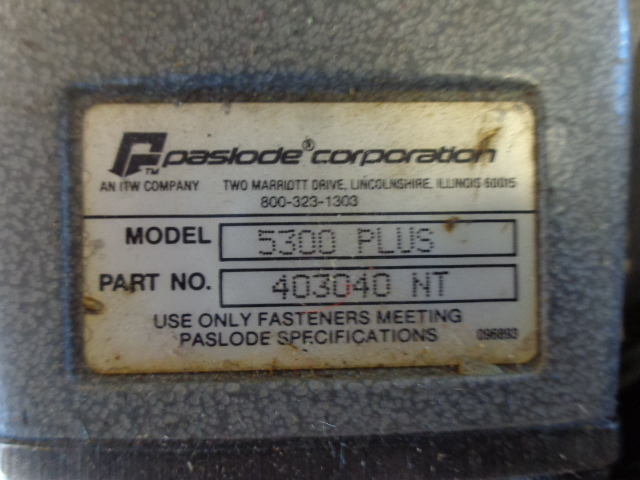 paslode® corporation
TM
AN ITW COMPANY TWO MARRIOTT DRIVE, LINCOLNSHIRE, ILLINOIS 60015
800-323-1303
MODEL 5300 PLUS
PART NO. 403040 NT
USE ONLY FASTENERS MEETING
PASLODE SPECIFICATIONS 096893